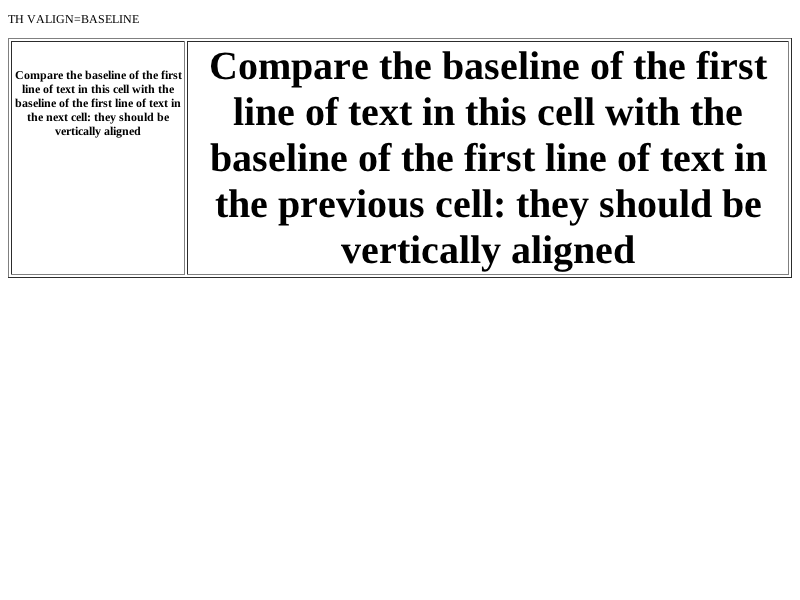 TH VALIGN=BASELINE
Compare the baseline of the first
line of text in this cell with the
baseline of the first line of text in
the next cell: they should be
vertically aligned
Compare the baseline of the first
line of text in this cell with the
baseline of the first line of text in
the previous cell: they should be
vertically aligned